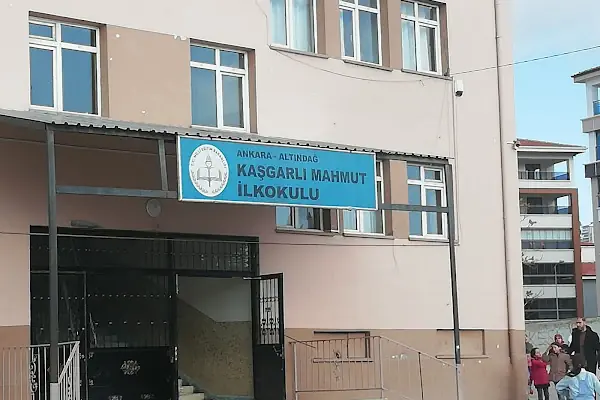 ANKARA - ALTINDAĞ
KAŞGARLI MAHMUT
İLKOKULU